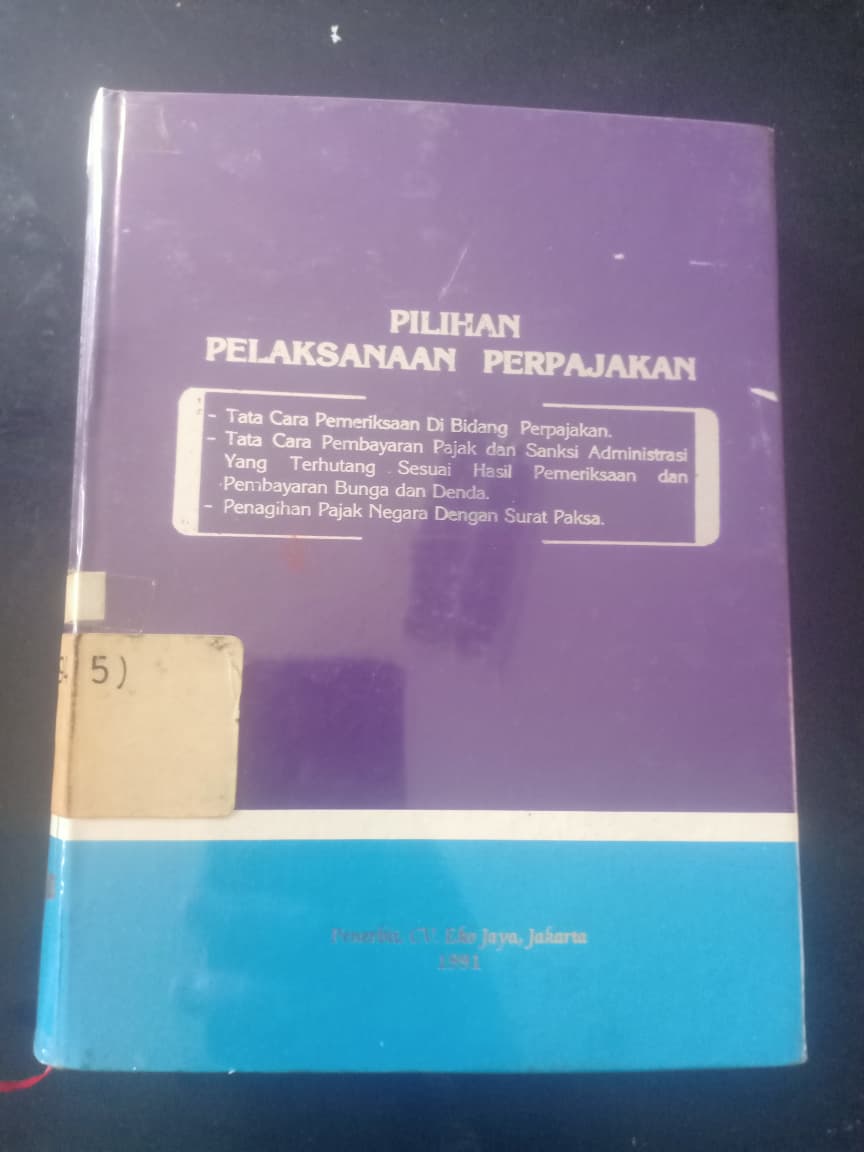 PILIHAN
PELAKSANAAN PERPAJAKAN
- Tata Cara Pemeriksaan Di Bidang Perpajakan.
- Tata Cara Pembayaran Pajak dan Sanksi Administrasi
Yang Terhutang Sesuai Hasil Pemeriksaan dan
Pembayaran Bunga dan Denda.
- Penagihan Pajak Negara Dengan Surat Paksa.
5)
Penerbit, CV. Eko Jaya, Jakarta
1991